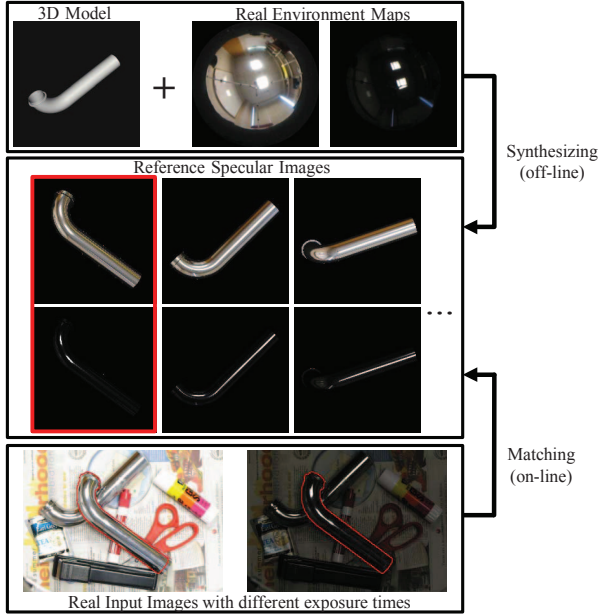 3D Model
Real Environment Maps
+
Reference Specular Images
Synthesizing
(off-line)
...
Matching
(on-line)
Real Input Images with different exposure times